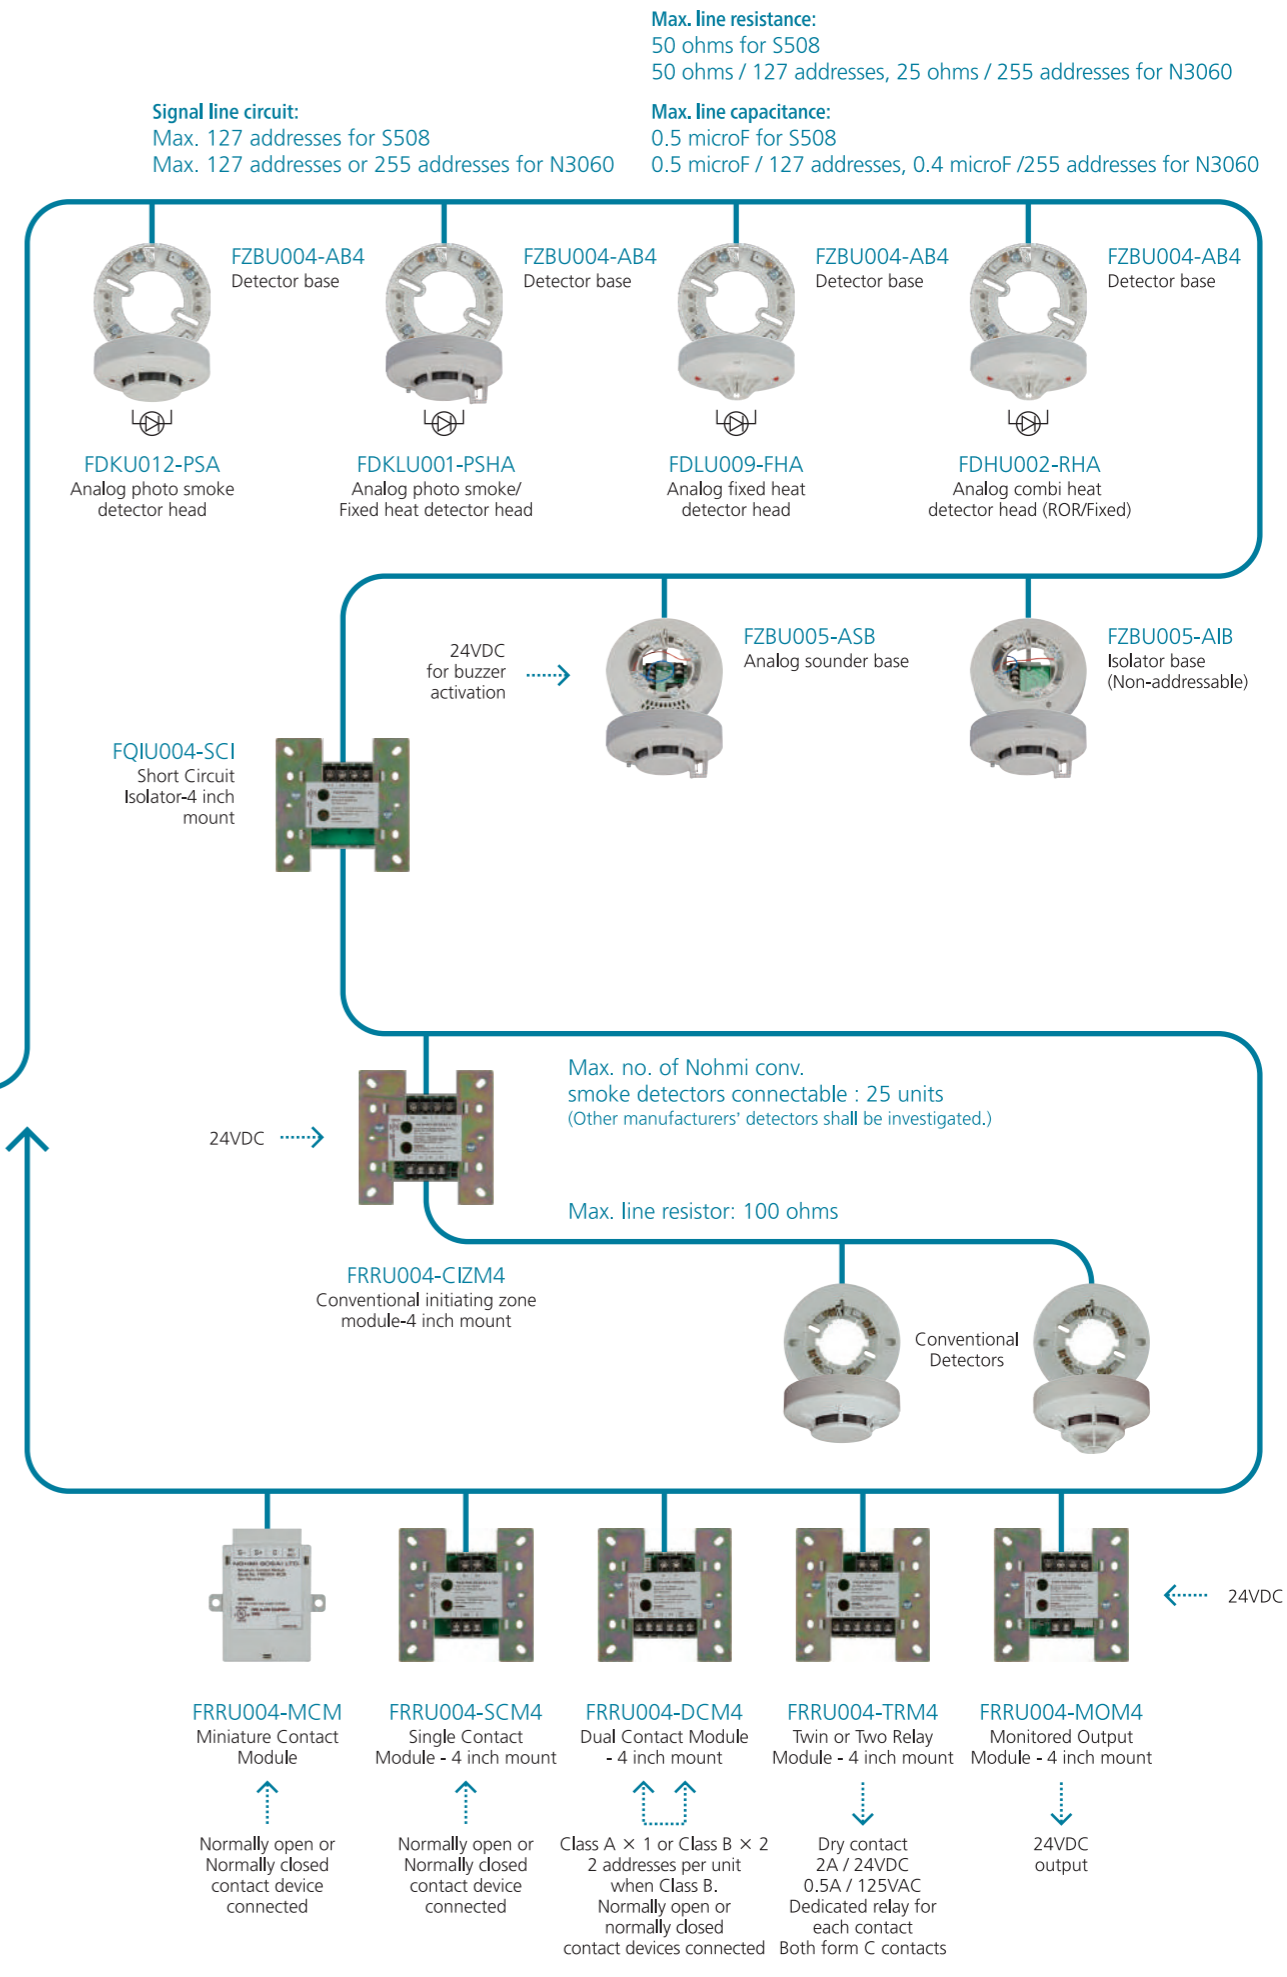 Max. line resistance:
50 ohms for S508
50 ohms / 127 addresses, 25 ohms / 255 addresses for N3060
Signal line circuit:
Max. 127 addresses for S508
Max. 127 addresses or 255 addresses for N3060
Max. line capacitance:
0.5 microF for S508
0.5 microF / 127 addresses, 0.4 microF /255 addresses for N3060
FZBU004-AB4
Detector base
FZBU004-AB4
Detector base
FZBU004-AB4
Detector base
FZBU004-AB4
Detector base
FDKU012-PSA
Analog photo smoke
detector head
FDKLU001-PSHA
Analog photo smoke/
Fixed heat detector head
FDLU009-FHA
Analog fixed heat
detector head
FDHU002-RHA
Analog combi heat
detector head (ROR/Fixed)
24VDC
for buzzer
activation
FZBU005-ASB
Analog sounder base
FZBU005-AIB
Isolator base
(Non-addressable)
FQIU004-SCI
Short Circuit
Isolator-4 inch
mount
Max. no. of Nohmi conv.
smoke detectors connectable : 25 units
(Other manufacturers' detectors shall be investigated.)
24VDC
Max. line resistor: 100 ohms
FRRU004-CIZM4
Conventional initiating zone
module-4 inch mount
Conventional
Detectors
NOHMI BOSAI LTD.
24VDC
FRRU004-MCM
Miniature Contact
Module
FRRU004-SCM4
Single Contact
Module - 4 inch mount
FRRU004-DCM4
Dual Contact Module
- 4 inch mount
FRRU004-TRM4
Twin or Two Relay
Module - 4 inch mount
FRRU004-MOM4
Monitored Output
Module - 4 inch mount
Normally open or
Normally closed
contact device
connected
Normally open or
Normally closed
contact device
connected
Class A × 1 or Class B × 2
2 addresses per unit
when Class B.
Normally open or
normally closed
contact devices connected
Dry contact
2A / 24VDC
0.5A / 125VAC
Dedicated relay for
each contact
Both form C contacts
24VDC
output